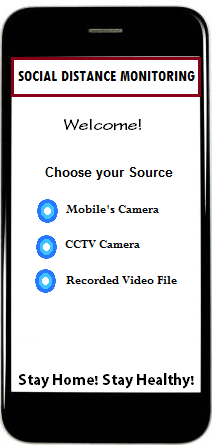 SOCIAL DISTANCE MONITORING
Welcome!
Choose your Source
Mobile's Camera
CCTV Camera
Recorded Video File
Stay Home! Stay Healthy!